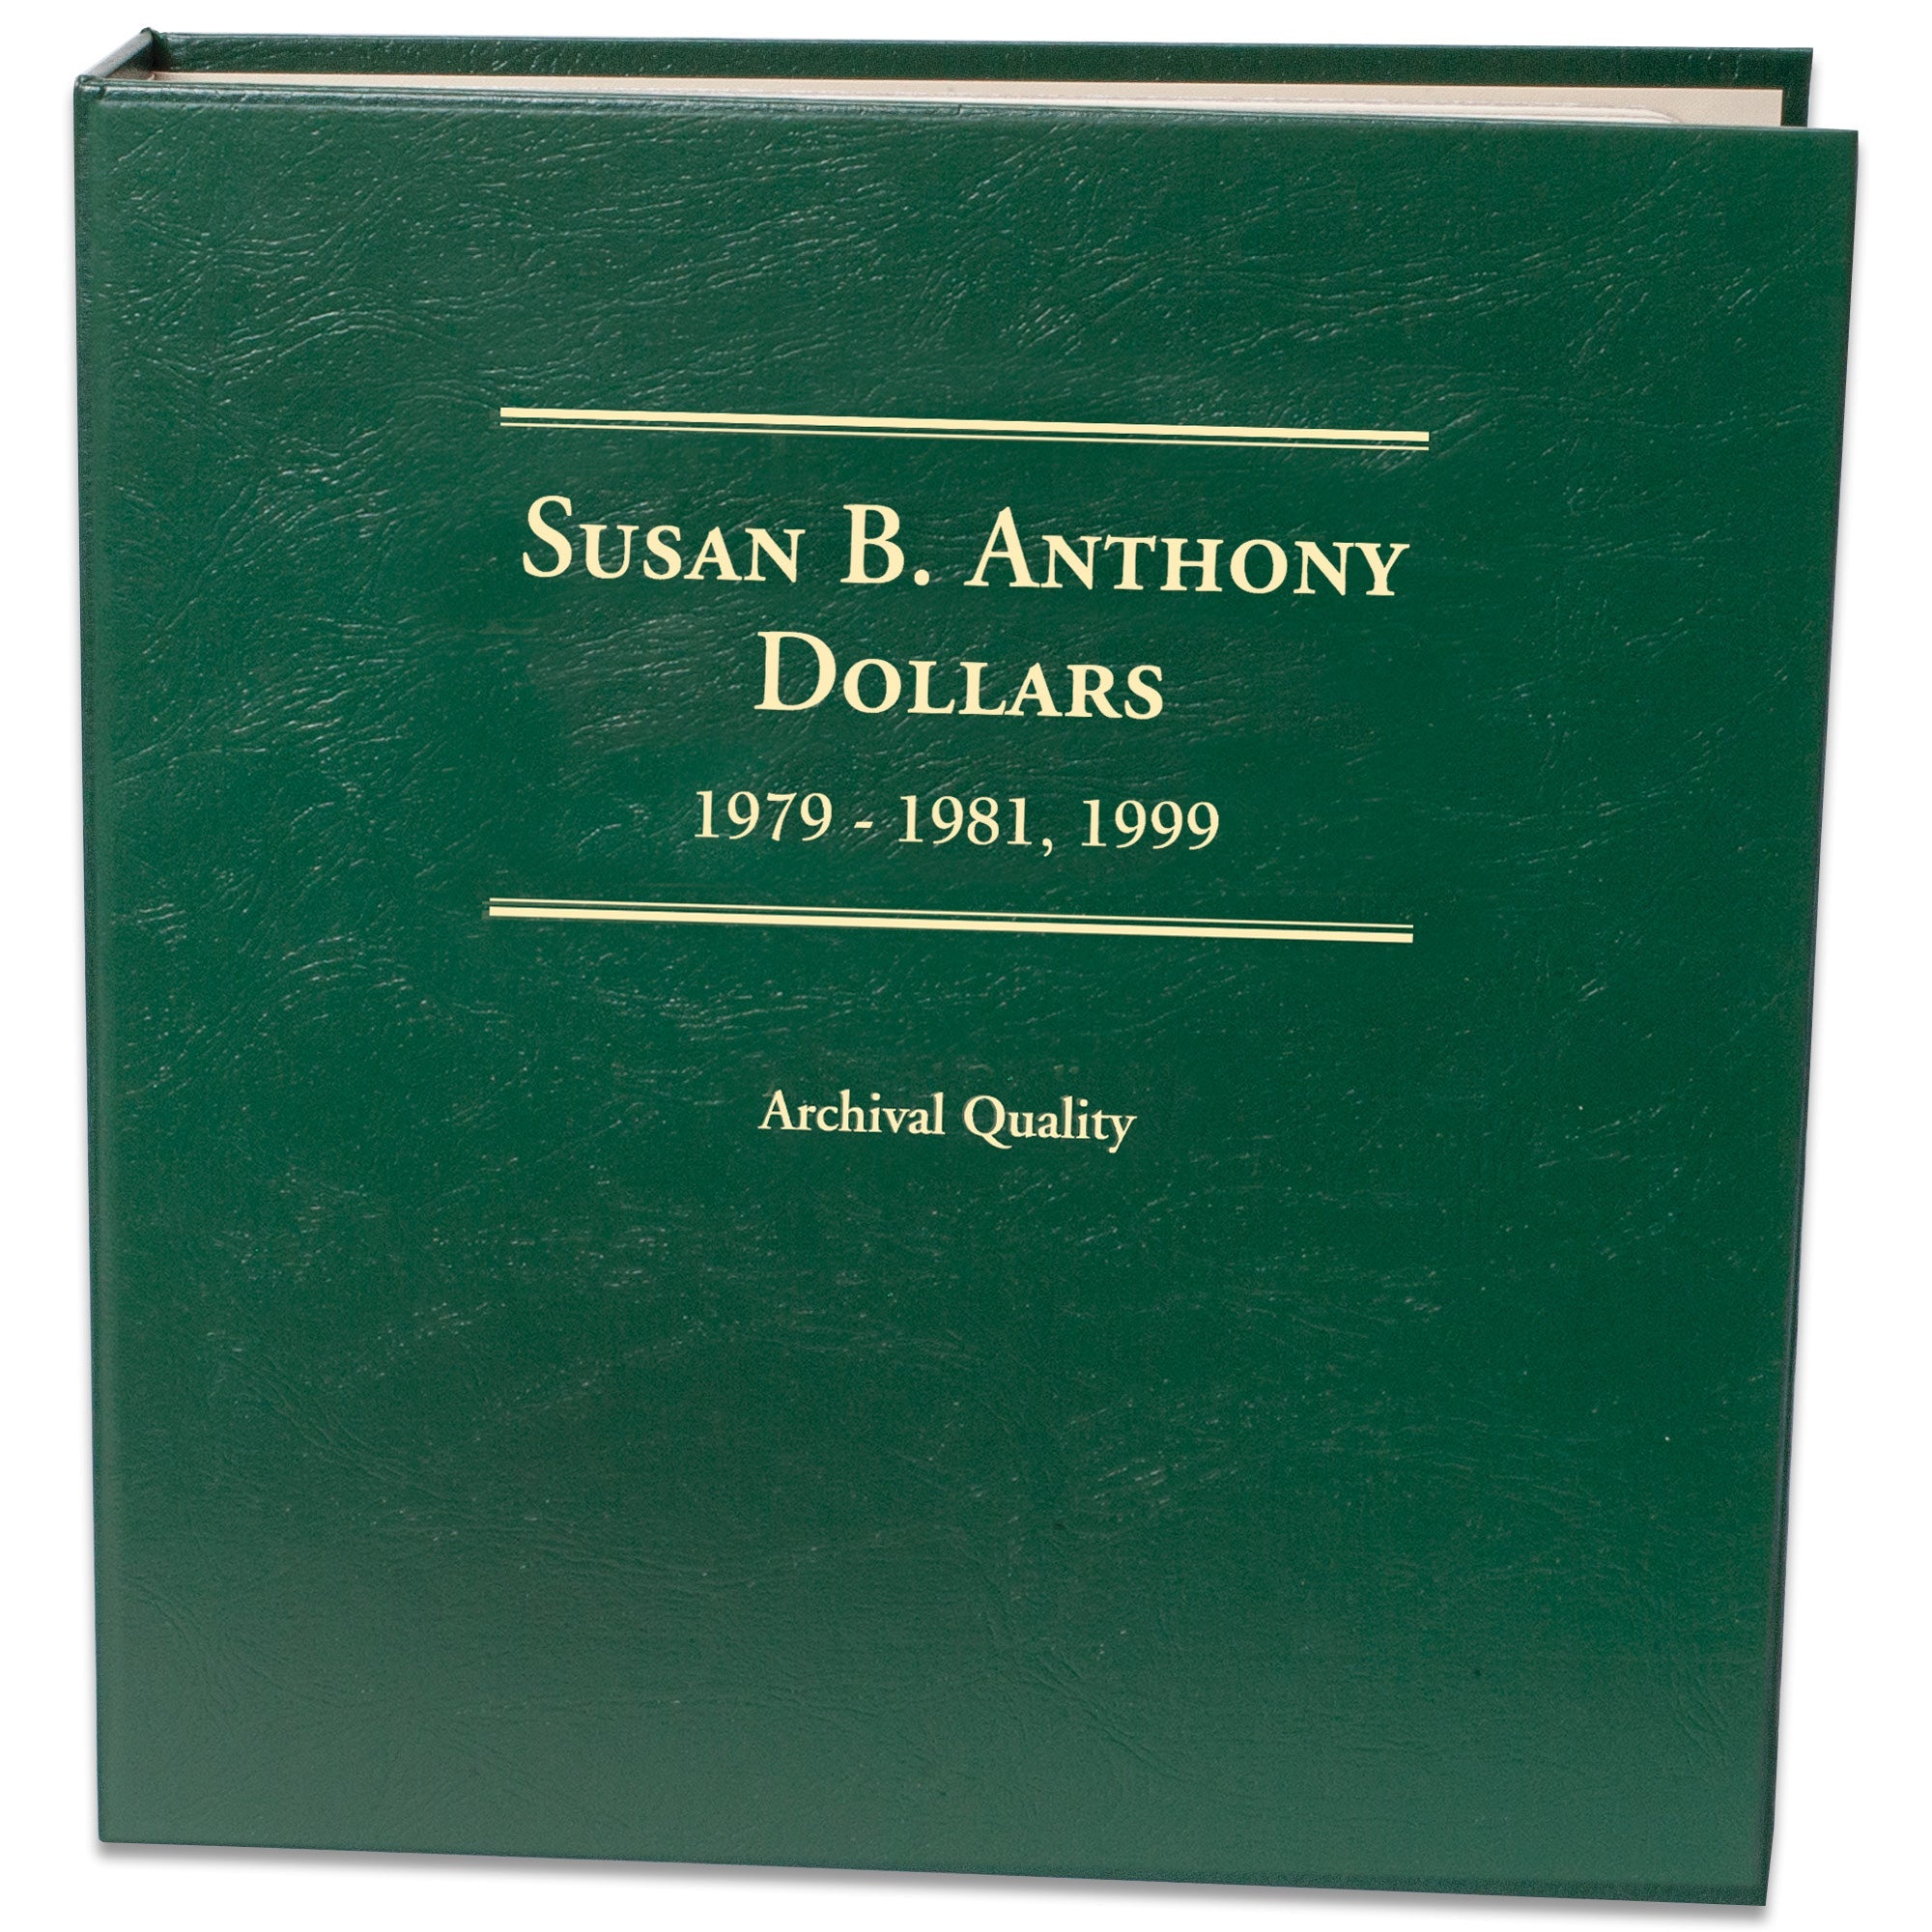 Susan B. Anthony
Dollars
1979 - 1981, 1999
Archival Quality